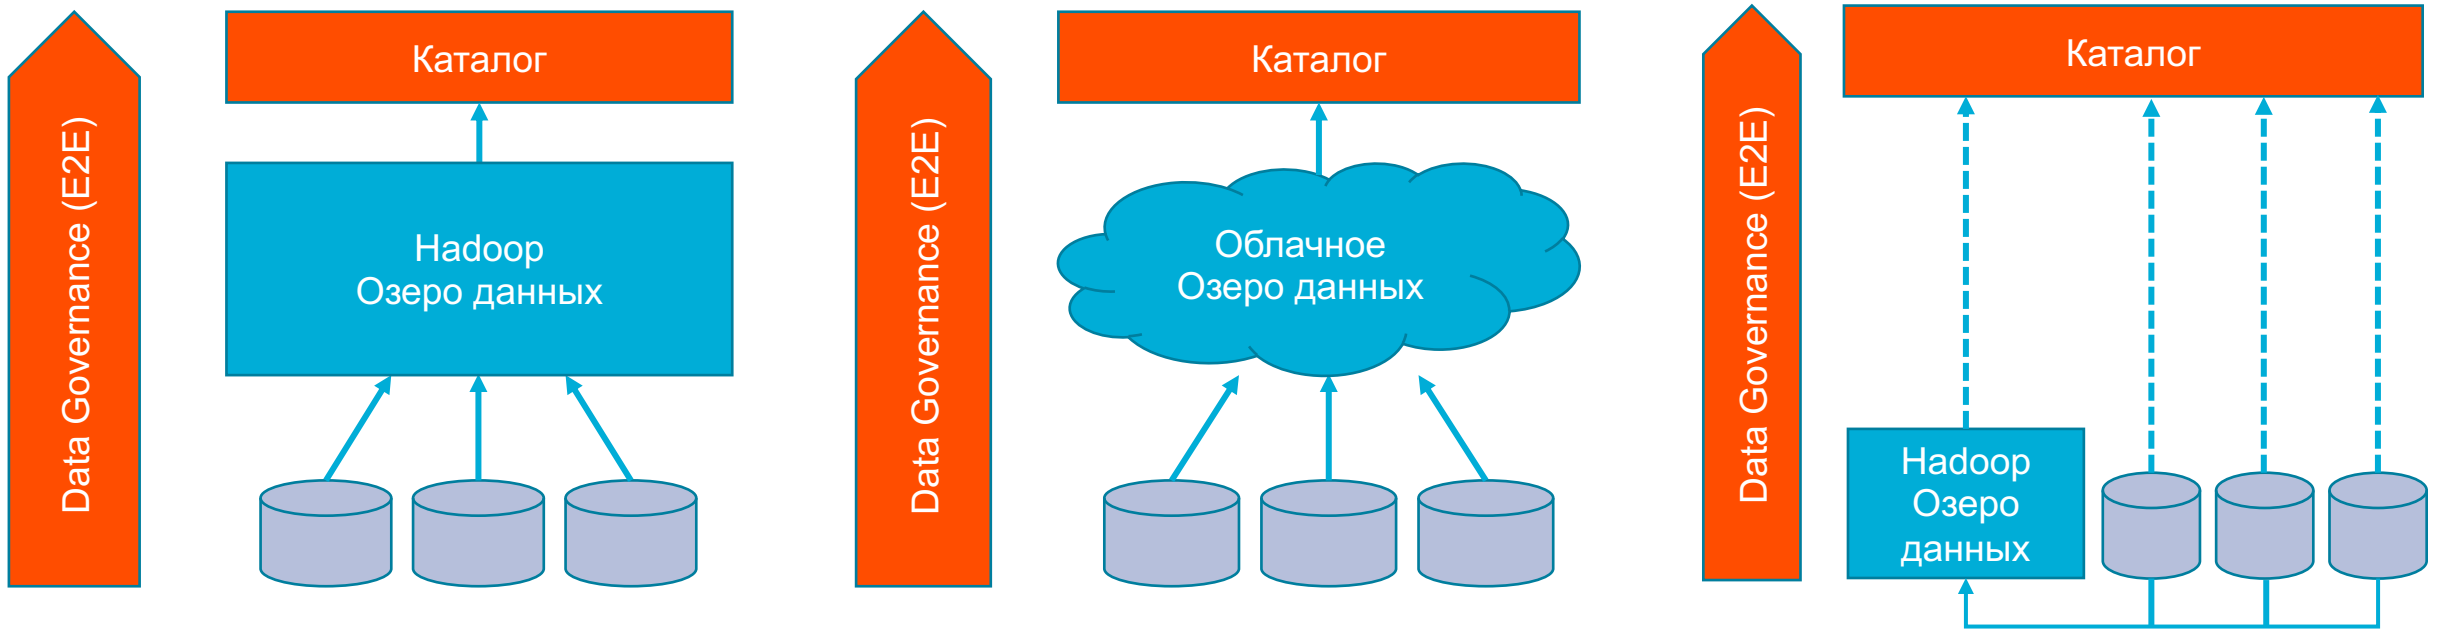 Data Governance (E2E)
Каталог
Hadoop
Озеро данных
Data Governance (E2E)
Каталог
Облачное
Озеро данных
Data Governance (E2E)
Каталог
Hadoop
Озеро
данных